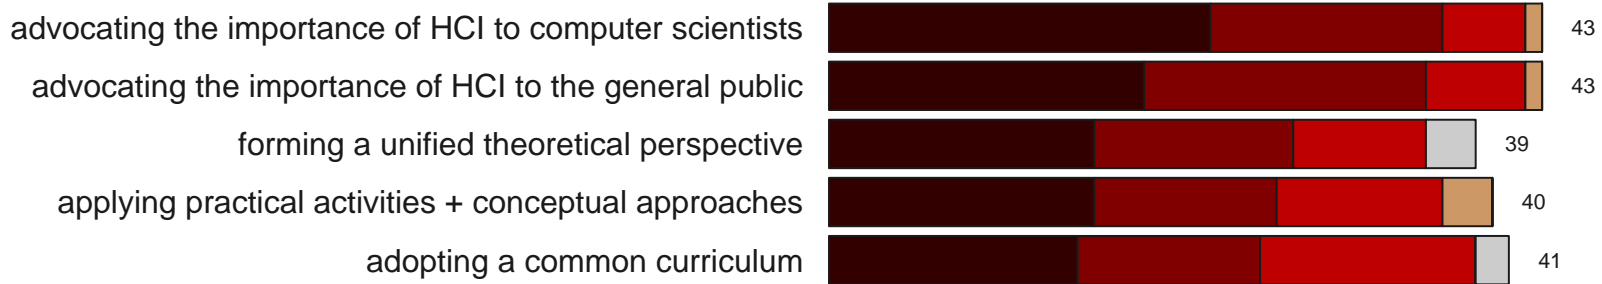 advocating the importance of HCI to computer scientists 43
advocating the importance of HCI to the general public 43
forming a unified theoretical perspective 39
applying practical activities + conceptual approaches 40
adopting a common curriculum 41